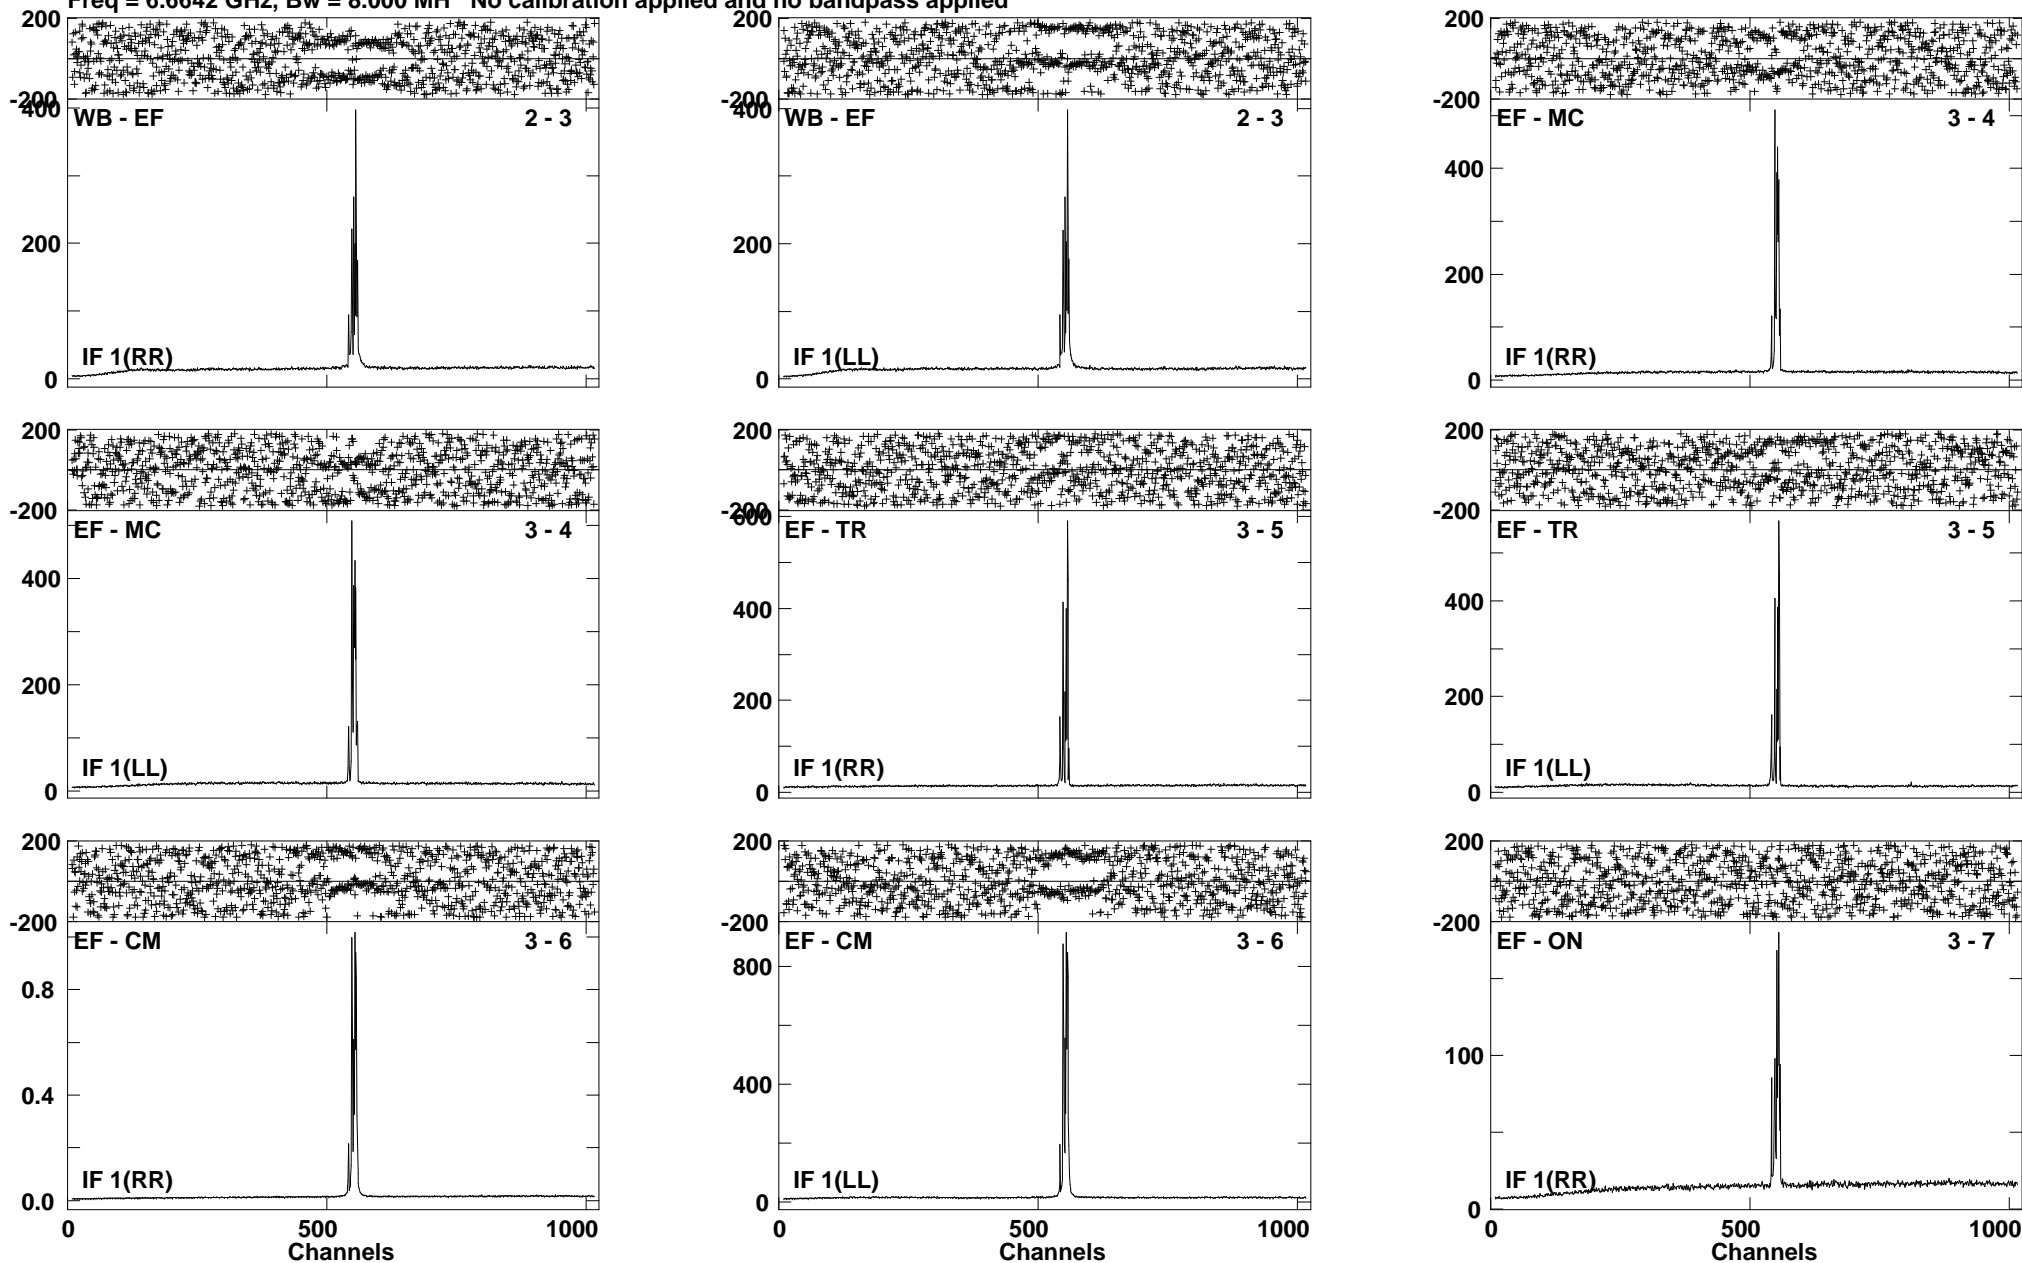 Freq = 6.6642 GHz, Bw = 8.000 MH   No calibration applied and no bandpass applied
200
-200
400
WB - EF
2 - 3
200
IF 1(RR)
0
200
-200
400
WB - EF
2 - 3
200
IF 1(LL)
0
200
-200
EF - MC
3 - 4
400
200
IF 1(RR)
0
200
-200
EF - MC
3 - 4
400
200
IF 1(LL)
0
200
-200
600
EF - TR
3 - 5
400
200
IF 1(RR)
0
200
-200
EF - TR
3 - 5
400
200
IF 1(LL)
0
200
-200
EF - CM
3 - 6
0.8
0.4
IF 1(RR)
0.0
0 500 1000
Channels
200
-200
EF - CM
3 - 6
800
400
IF 1(LL)
0
200
-200
EF - ON
3 - 7
100
IF 1(RR)
0
0 500 1000
Channels